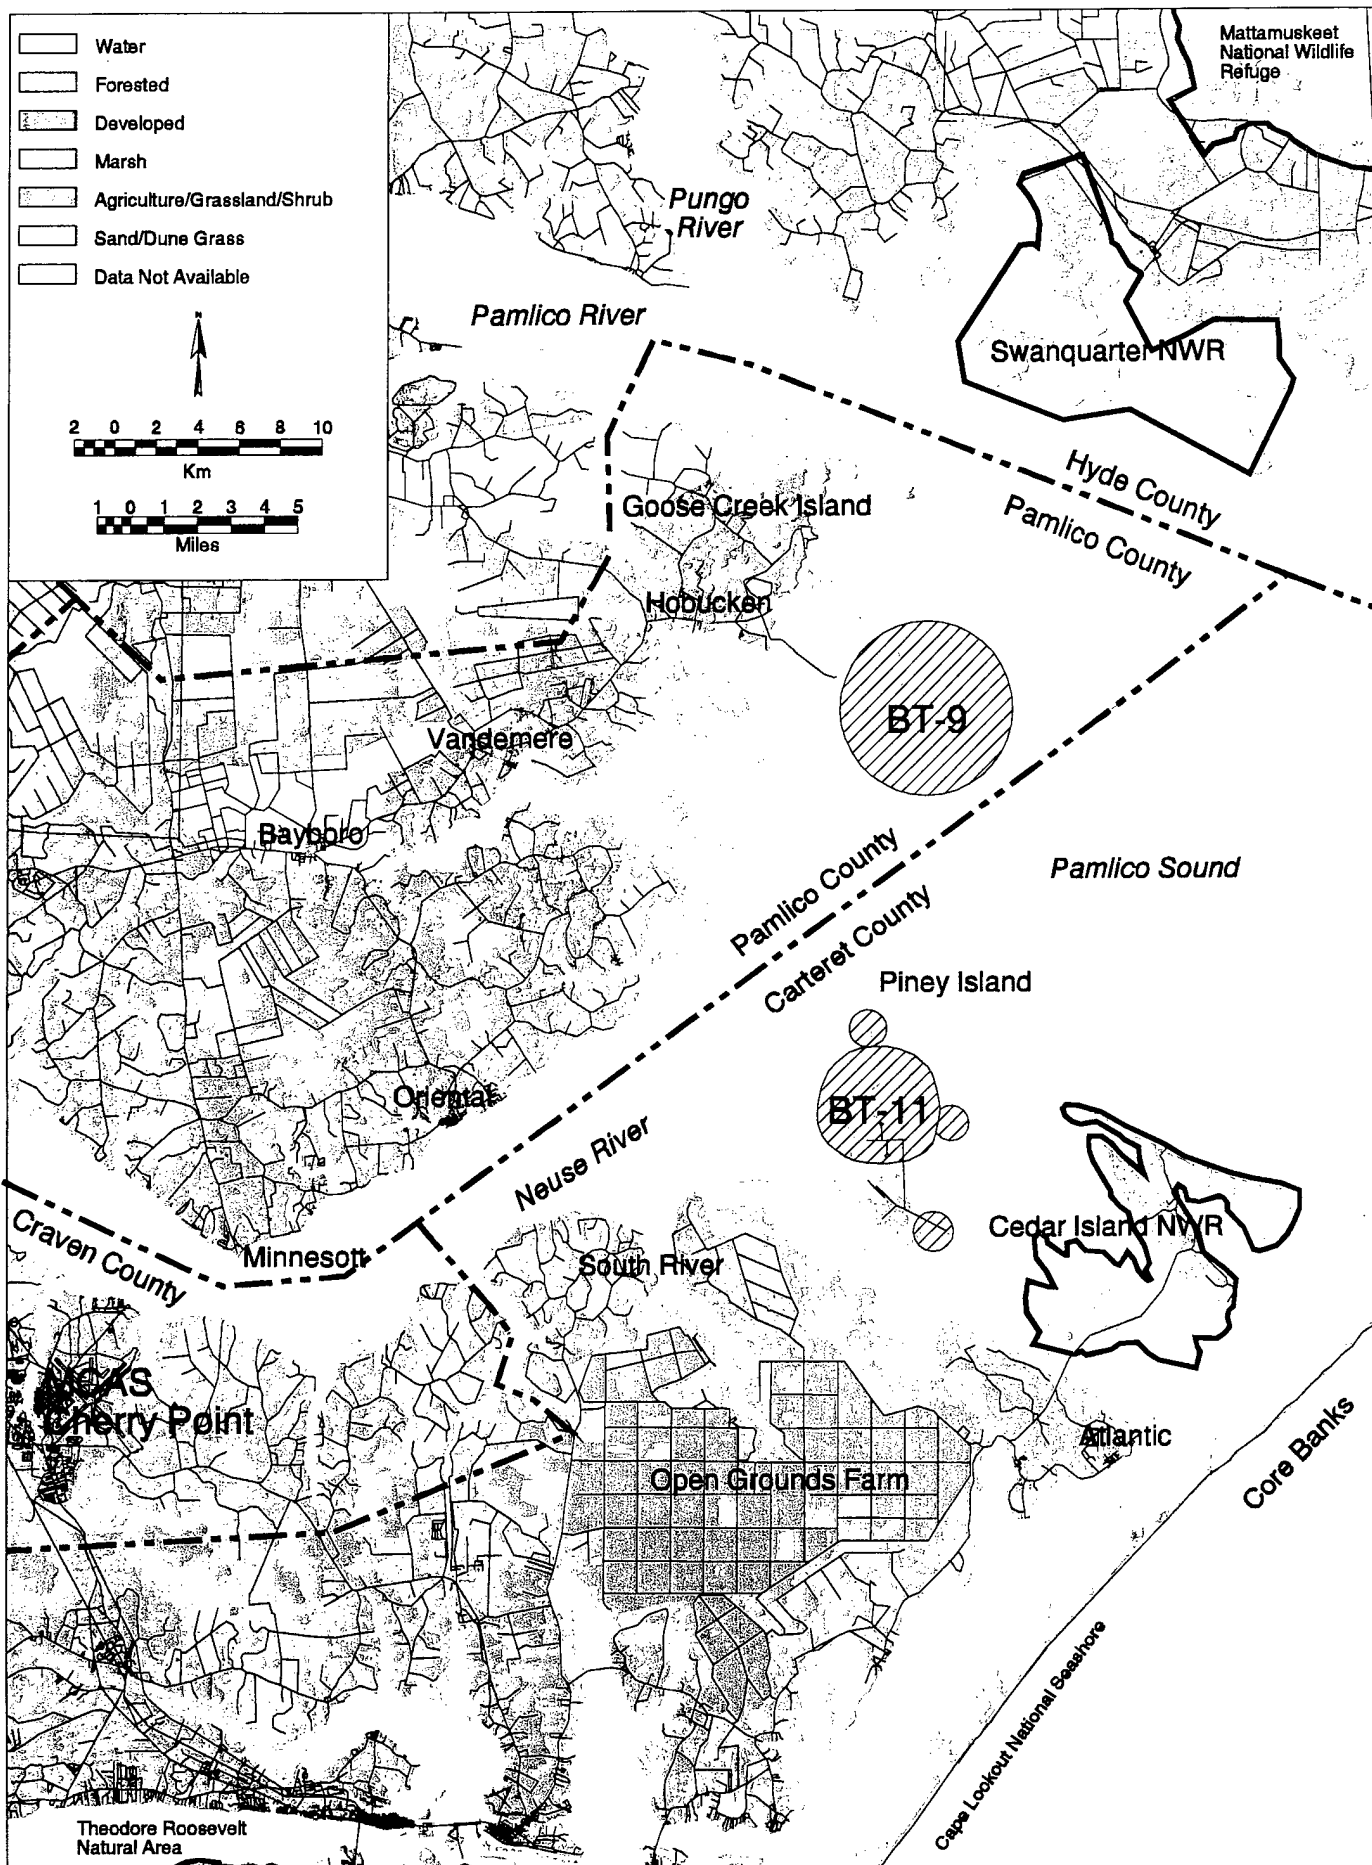 Water
Forested
Developed
Marsh
Agriculture/Grassland/Shrub
Sand/Dune Grass
Data Not Available
N
2 0 2 4 6 8 10
Km
1 0 1 2 3 4 5
Miles
Mattamuskeet
National Wildlife
Refuge
Pungo
River
Pamlico River
Swanquarter NWR
Hyde County
Pamlico County
Goose Creek Island
Hobucken
BT-9
Vandemere
Bayboro
Pamlico County
Carteret County
Pamlico Sound
Piney Island
BT-11
Oriental
Neuse River
Craven County
Minnesott
South River
Cedar Island NWR
MCAS
Cherry Point
Open Grounds Farm
Atlantic
Core Banks
Cape Lookout National Seashore
Theodore Roosevelt
Natural Area